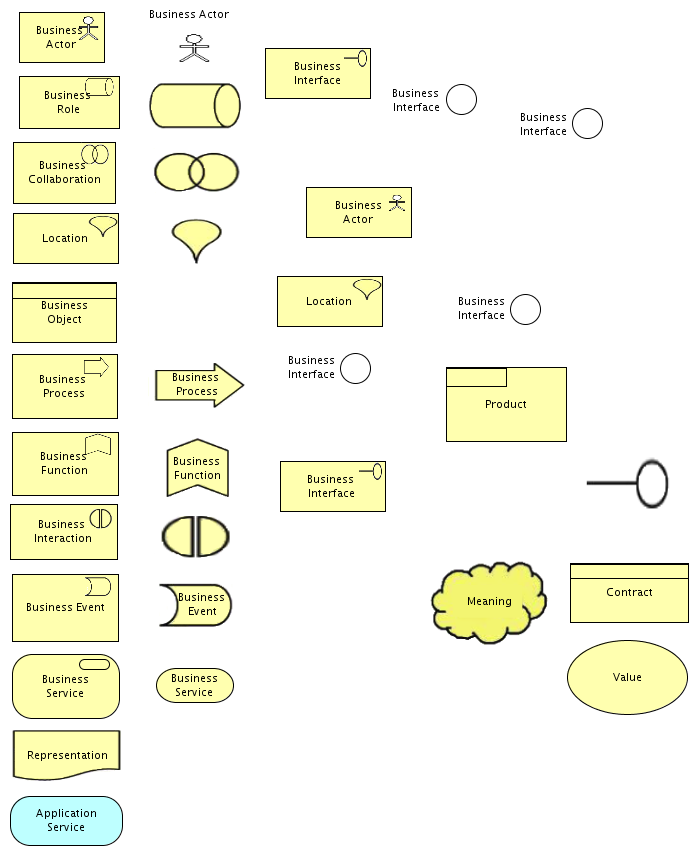 Business
Actor
Business Actor
Business
Interface
Business
Interface
Business
Interface
Business
Role
Business
Collaboration
Business
Actor
Location
Location
Business
Interface
Business
Object
Business
Interface
Business
Process
Business
Process
Product
Business
Function
Business
Function
Business
Interface
Business
Interaction
Business Event
Business
Event
Meaning
Contract
Business
Service
Business
Service
Value
Representation
Application
Service